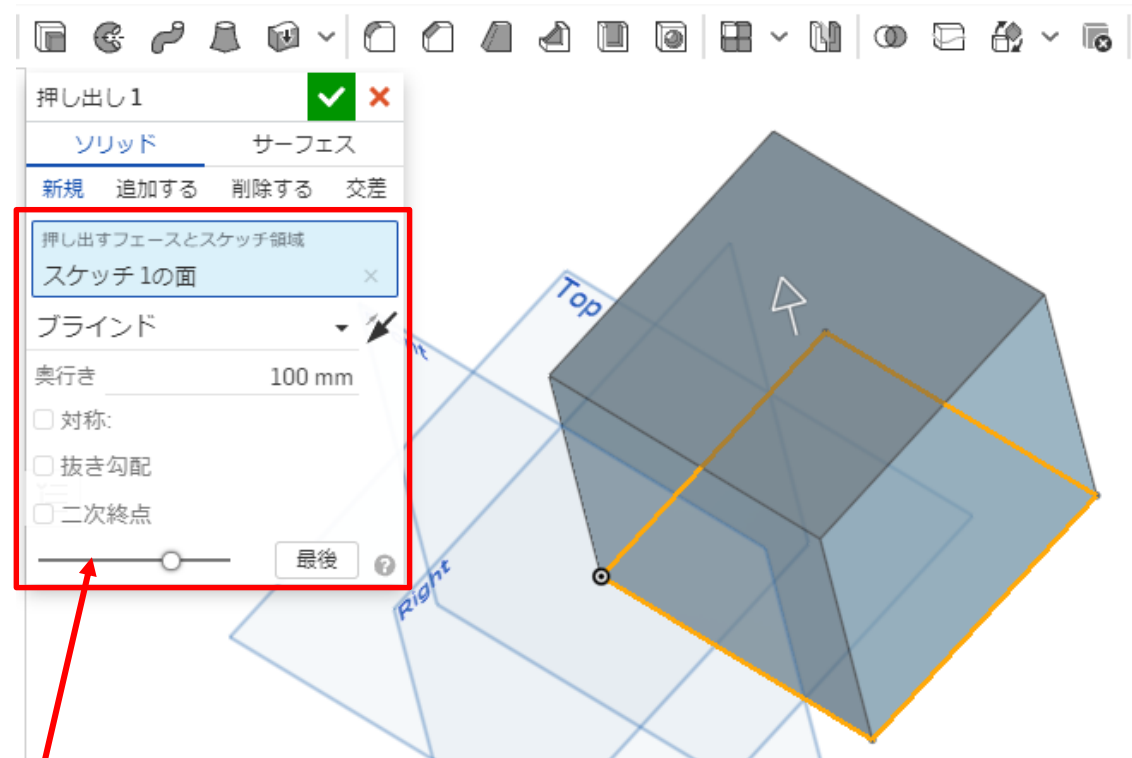 押し出し 1
ソリッド サーフェス
新規 追加する 削除する 交差
押し出すフェースとスケッチ領域
スケッチ 1の面
ブラインド
奥行き 100 mm
対称:
抜き勾配
二次終点
最後
Top
ht
Right